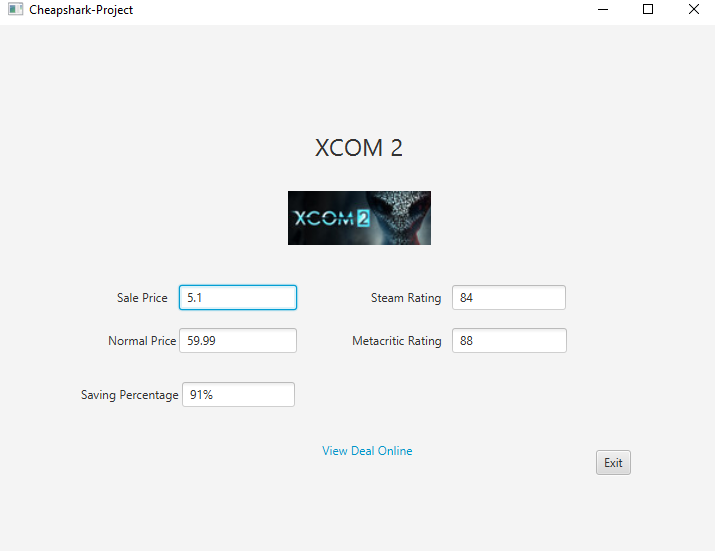 Cheapshark-Project
XCOM 2
XCOM 2
Sale Price 5.1 Steam Rating 84
Normal Price 59.99 Metacritic Rating 88
Saving Percentage 91%
View Deal Online
Exit